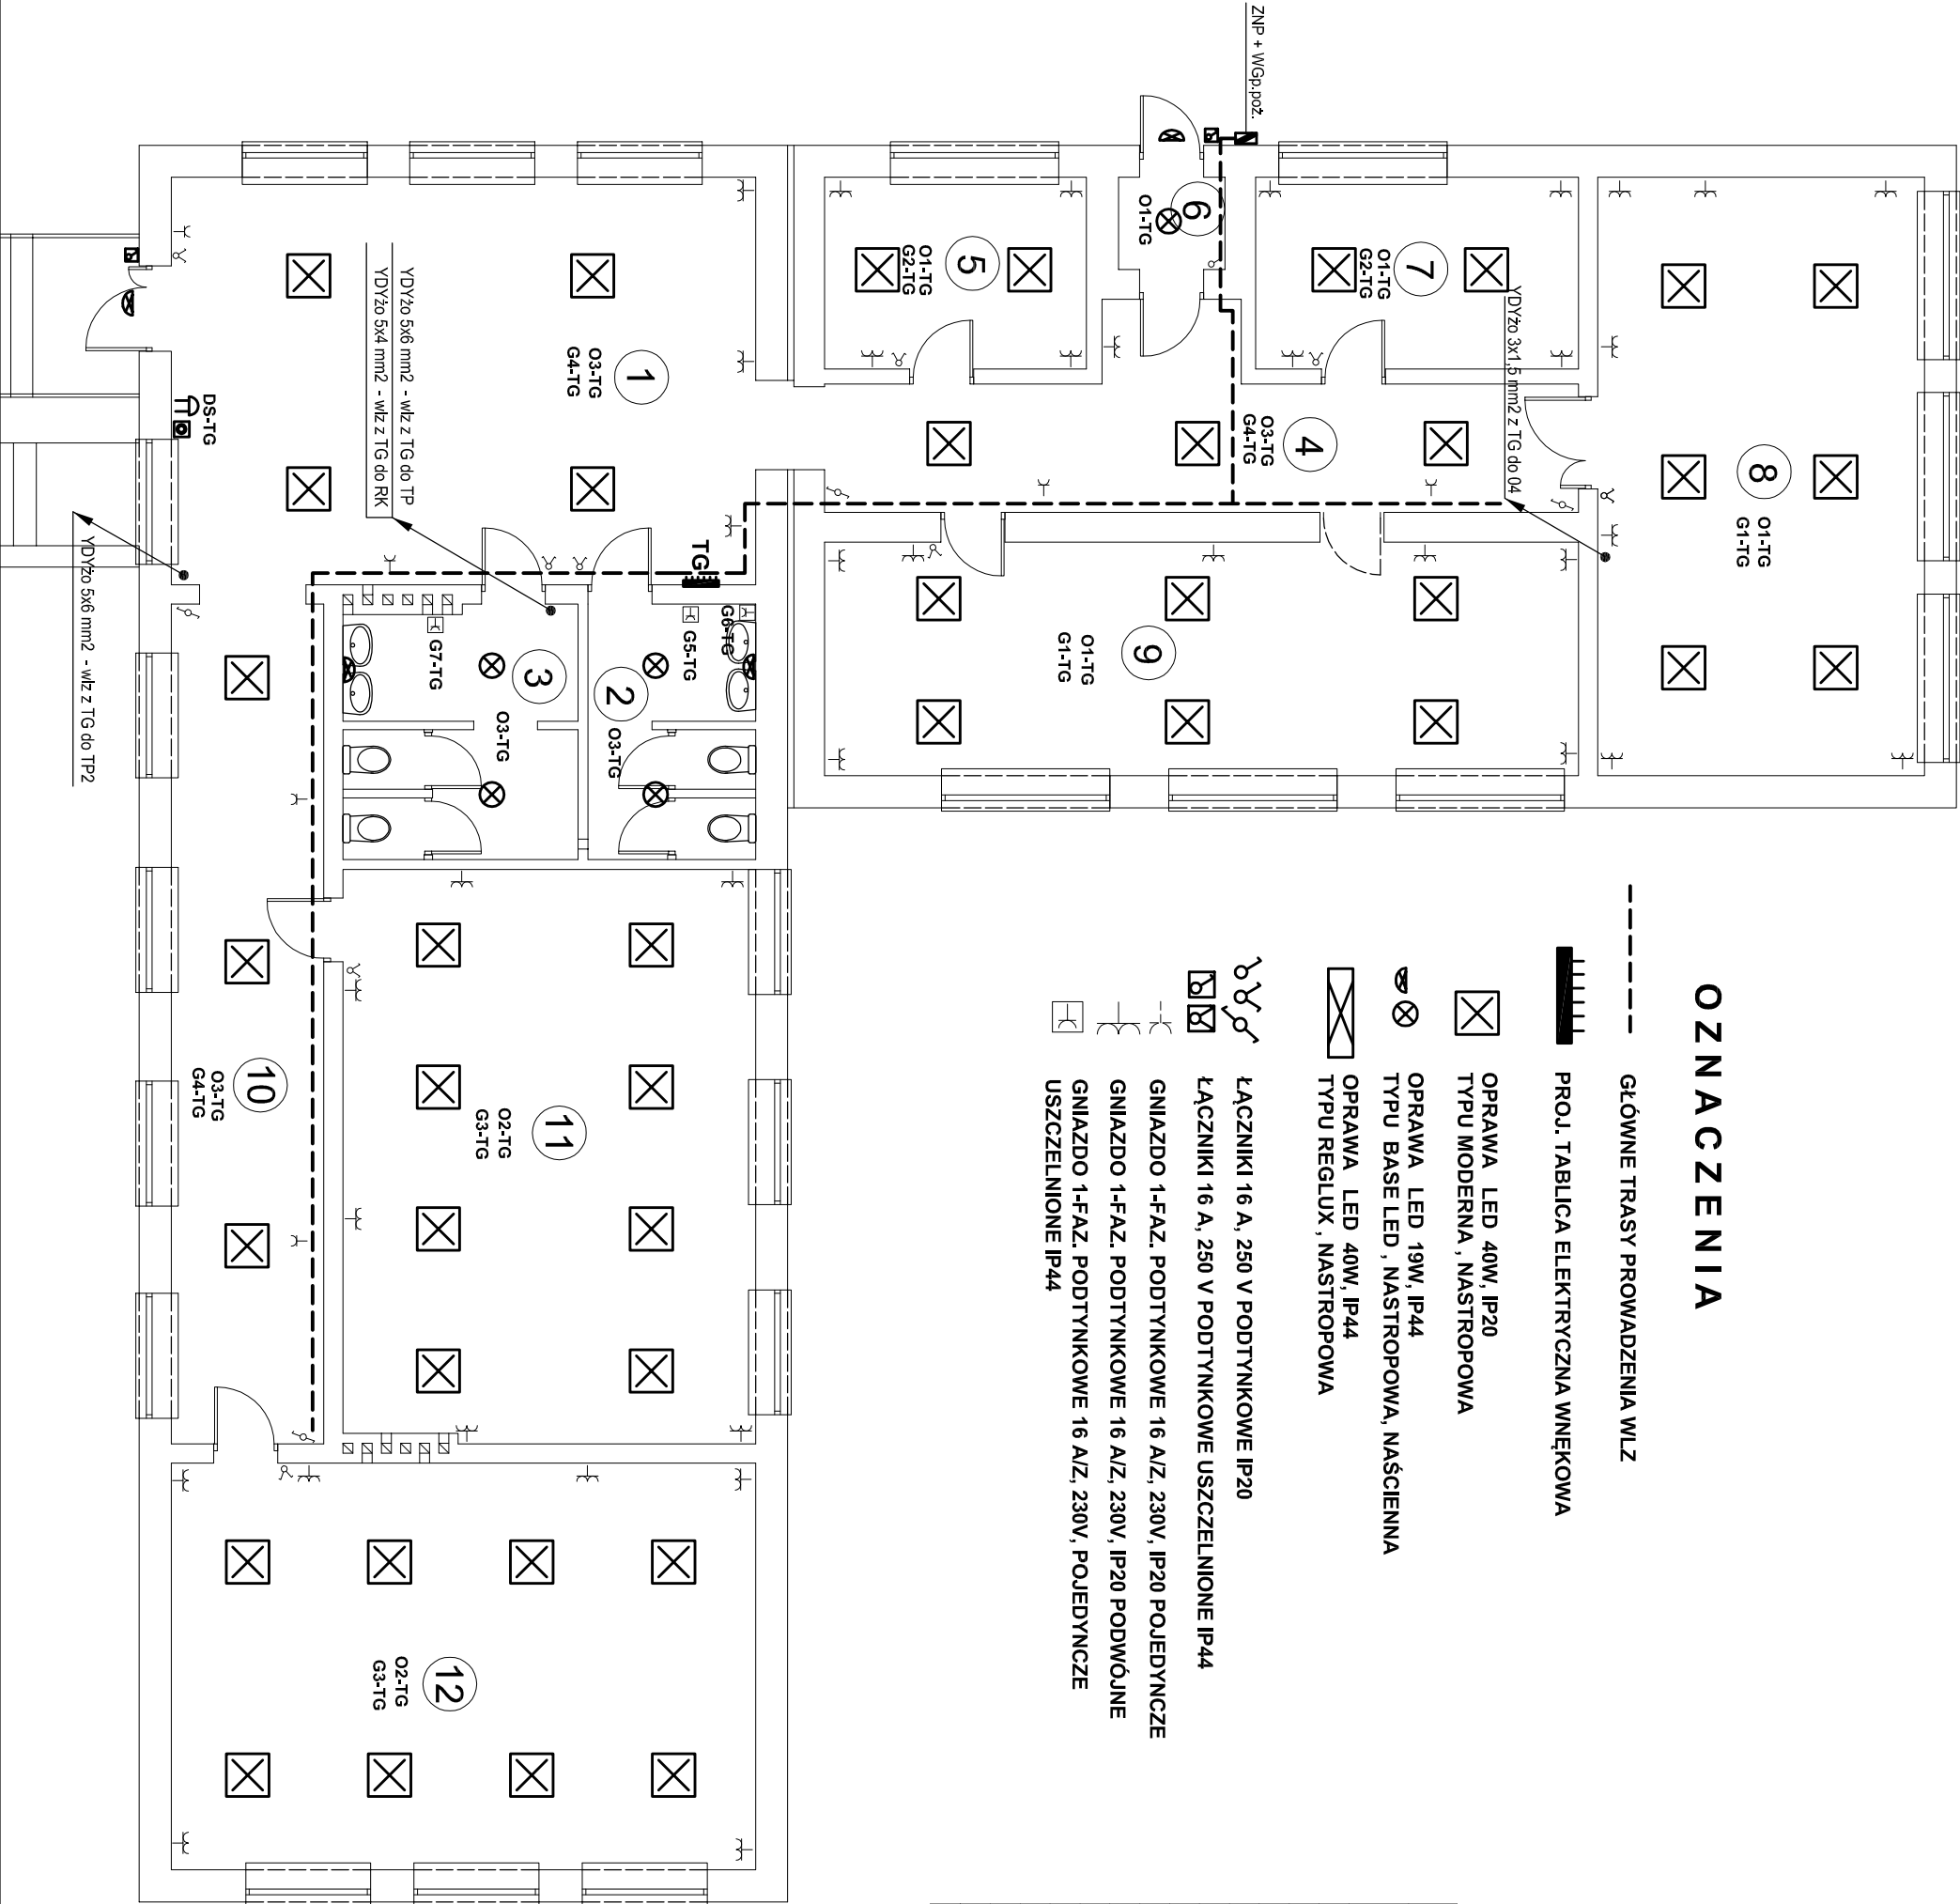 OZNACZENIA
GŁÓWNE TRASY PROWADZENIA WLZ
PROJ. TABLICA ELEKTRYCZNA WNĘKOWA
OPRAWA LED 40W, IP20
TYPU MODERNA , NASTROPOWA
OPRAWA LED 19W, IP44
TYPU BASE LED , NASTROPOWA, NAŚCIENNA
OPRAWA LED 40W, IP44
TYPU REGLUX , NASTROPOWA
ŁĄCZNIKI 16 A, 250 V PODTYNKOWE IP20
ŁĄCZNIKI 16 A, 250 V PODTYNKOWE USZCZELNIONE IP44
GNIAZDO 1-FAZ. PODTYNKOWE 16 A/Z, 230V, IP20 POJEDYNCZE
GNIAZDO 1-FAZ. PODTYNKOWE 16 A/Z, 230V, IP20 PODWÓJNE
GNIAZDO 1-FAZ. PODTYNKOWE 16 A/Z, 230V, POJEDYNCZE
USZCZELNIONE IP44
8
O1-TG
G1-TG
YDYżo 3x1,5 mm2 z TG do 04
7
O1-TG
G2-TG
4
O3-TG
G4-TG
ZNP + WGp.poż.
6
O1-TG
9
O1-TG
G1-TG
5
O1-TG
G2-TG
TG
G6-TG
G5-TG
1
O3-TG
G4-TG
2
O3-TG
3
O3-TG
G7-TG
YDYżo 5x6 mm2 - wlz z TG do TP
YDYżo 5x4 mm2 - wlz z TG do RK
11
O2-TG
G3-TG
12
O2-TG
G3-TG
10
O3-TG
G4-TG
DS-TG
YDYżo 5x6 mm2 - wlz z TG do TP2